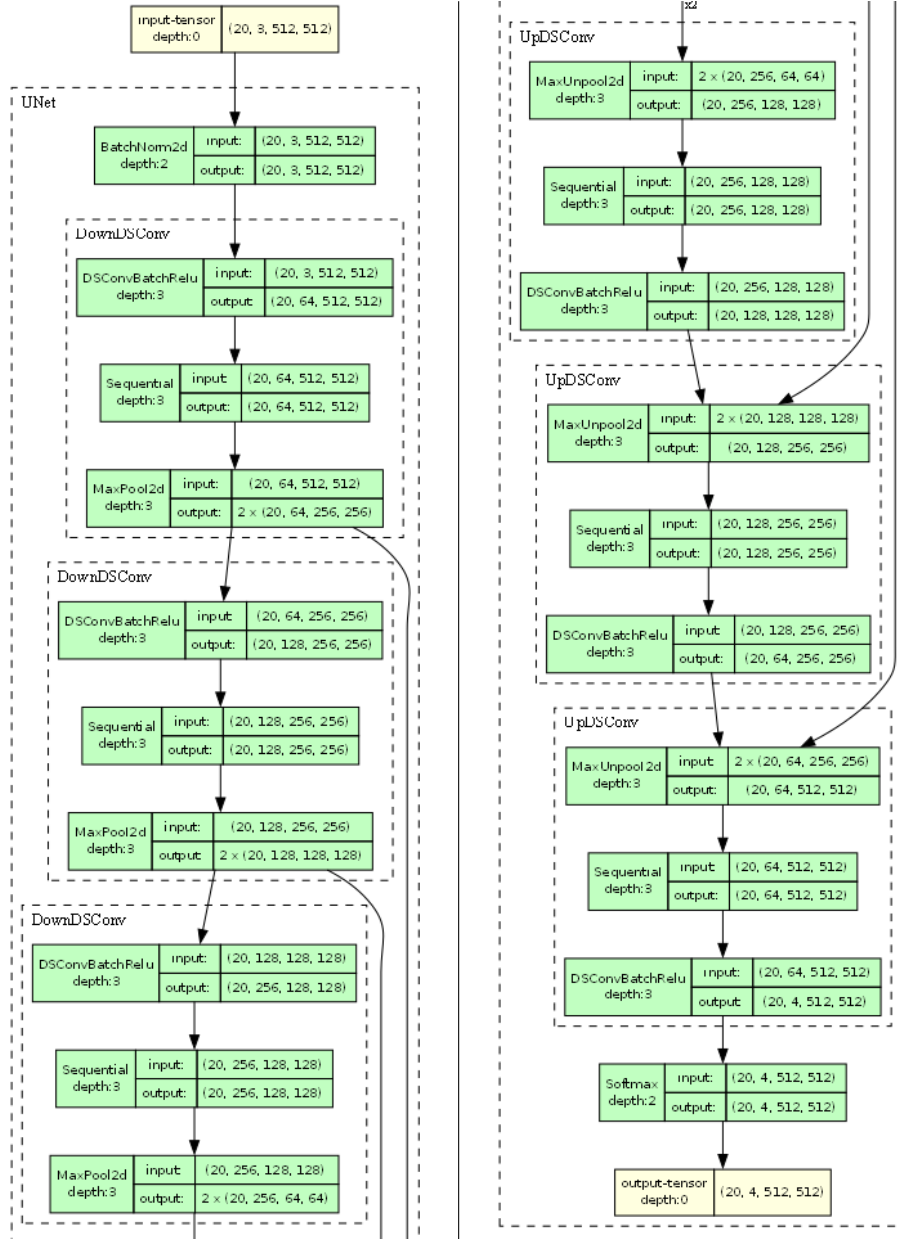 input-tensor
depth:0
(20, 3, 512, 512)
UNet
BatchNorm2d
depth:2
input:
(20, 3, 512, 512)
output:
(20, 3, 512, 512)
DownDSConv
DSConvBatchRelu
depth:3
input:
(20, 3, 512, 512)
output:
(20, 64, 512, 512)
Sequential
depth:3
input:
(20, 64, 512, 512)
output:
(20, 64, 512, 512)
MaxPool2d
depth:3
input:
(20, 64, 512, 512)
output:
2 × (20, 64, 256, 256)
DownDSConv
DSConvBatchRelu
depth:3
input:
(20, 64, 256, 256)
output:
(20, 128, 256, 256)
Sequential
depth:3
input:
(20, 128, 256, 256)
output:
(20, 128, 256, 256)
MaxPool2d
depth:3
input:
(20, 128, 256, 256)
output:
2 × (20, 128, 128, 128)
DownDSConv
DSConvBatchRelu
depth:3
input:
(20, 128, 128, 128)
output:
(20, 256, 128, 128)
Sequential
depth:3
input:
(20, 256, 128, 128)
output:
(20, 256, 128, 128)
MaxPool2d
depth:3
input:
(20, 256, 128, 128)
output:
2 × (20, 256, 64, 64)
x2
UpDSConv
MaxUnpool2d
depth:3
input:
2 × (20, 256, 64, 64)
output:
(20, 256, 128, 128)
Sequential
depth:3
input:
(20, 256, 128, 128)
output:
(20, 256, 128, 128)
DSConvBatchRelu
depth:3
input:
(20, 256, 128, 128)
output:
(20, 128, 128, 128)
UpDSConv
MaxUnpool2d
depth:3
input:
2 × (20, 128, 128, 128)
output:
(20, 128, 256, 256)
Sequential
depth:3
input:
(20, 128, 256, 256)
output:
(20, 128, 256, 256)
DSConvBatchRelu
depth:3
input:
(20, 128, 256, 256)
output:
(20, 64, 256, 256)
UpDSConv
MaxUnpool2d
depth:3
input:
2 × (20, 64, 256, 256)
output:
(20, 64, 512, 512)
Sequential
depth:3
input:
(20, 64, 512, 512)
output:
(20, 64, 512, 512)
DSConvBatchRelu
depth:3
input:
(20, 64, 512, 512)
output:
(20, 4, 512, 512)
Softmax
depth:2
input:
(20, 4, 512, 512)
output:
(20, 4, 512, 512)
output-tensor
depth:0
(20, 4, 512, 512)